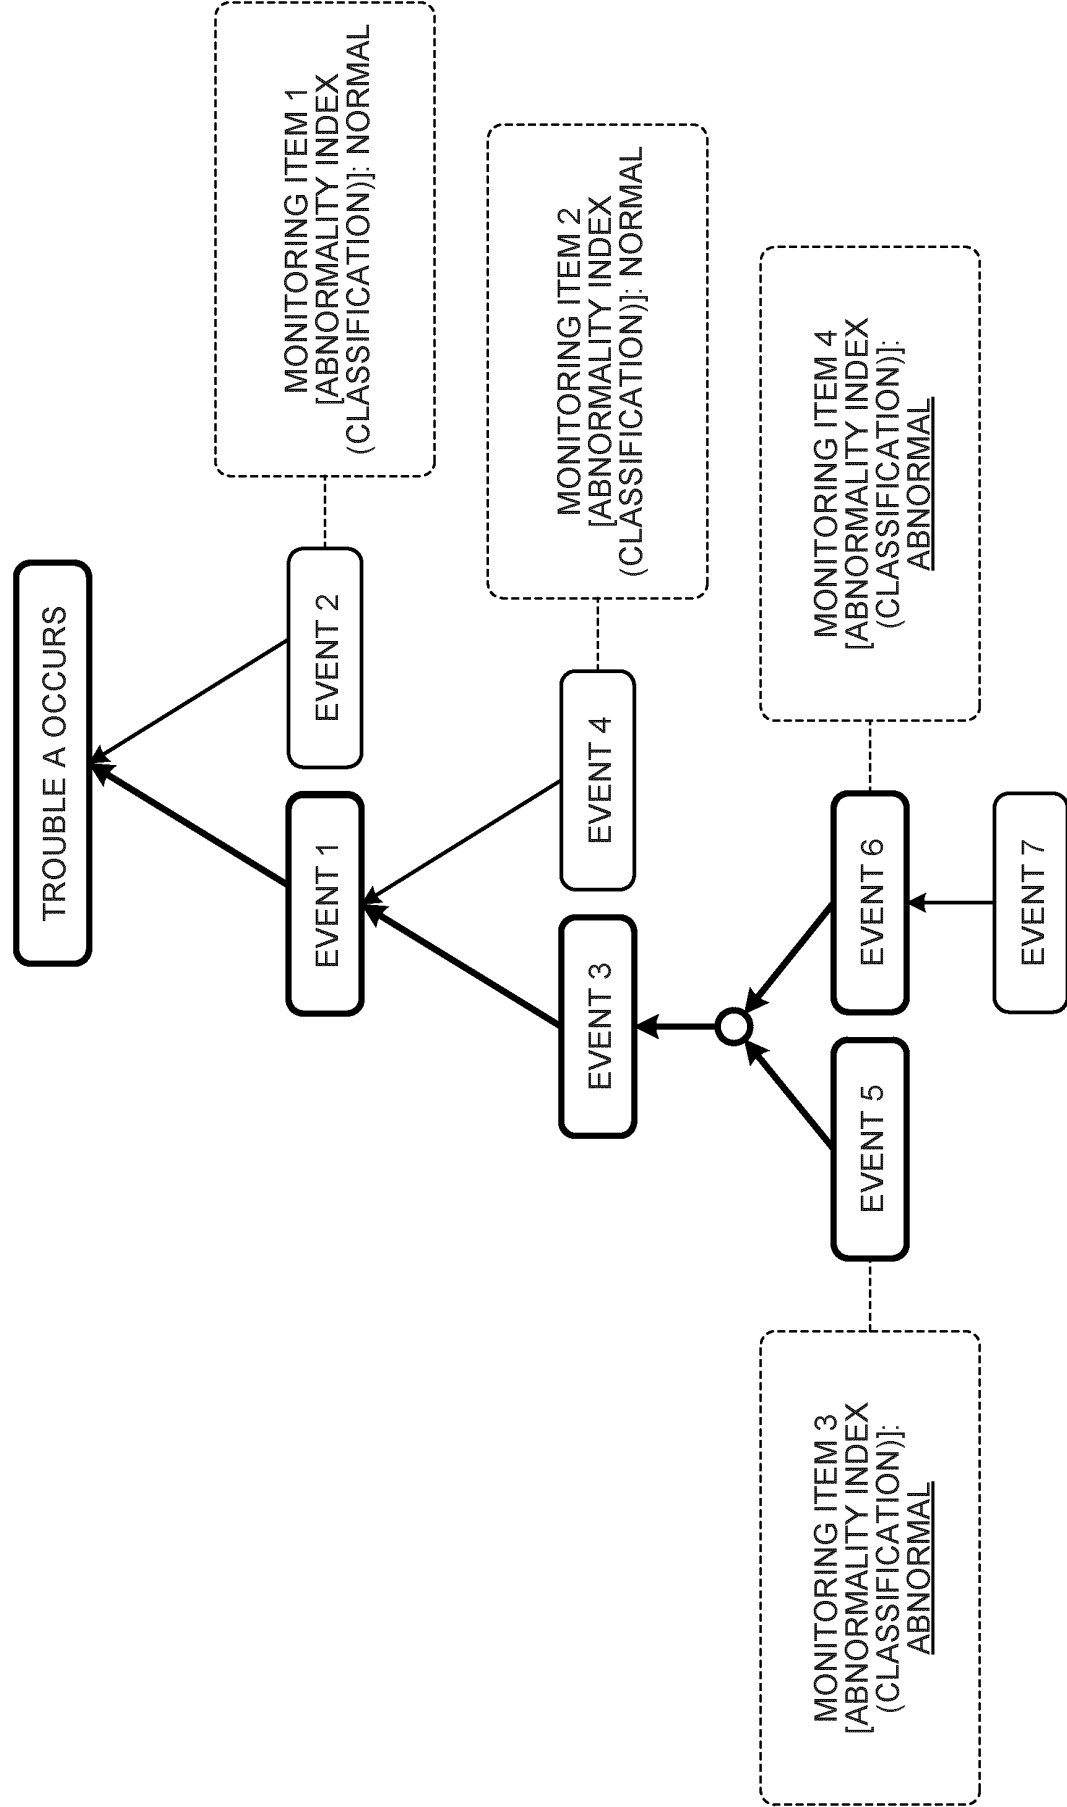 TROUBLE A OCCURS
EVENT 1
EVENT 2
MONITORING ITEM 1
[ABNORMALITY INDEX
(CLASSIFICATION)]: NORMAL
EVENT 3
EVENT 4
MONITORING ITEM 2
[ABNORMALITY INDEX
(CLASSIFICATION)]: NORMAL
MONITORING ITEM 3
[ABNORMALITY INDEX
(CLASSIFICATION)]:
ABNORMAL
EVENT 5
EVENT 6
MONITORING ITEM 4
[ABNORMALITY INDEX
(CLASSIFICATION)]:
ABNORMAL
EVENT 7